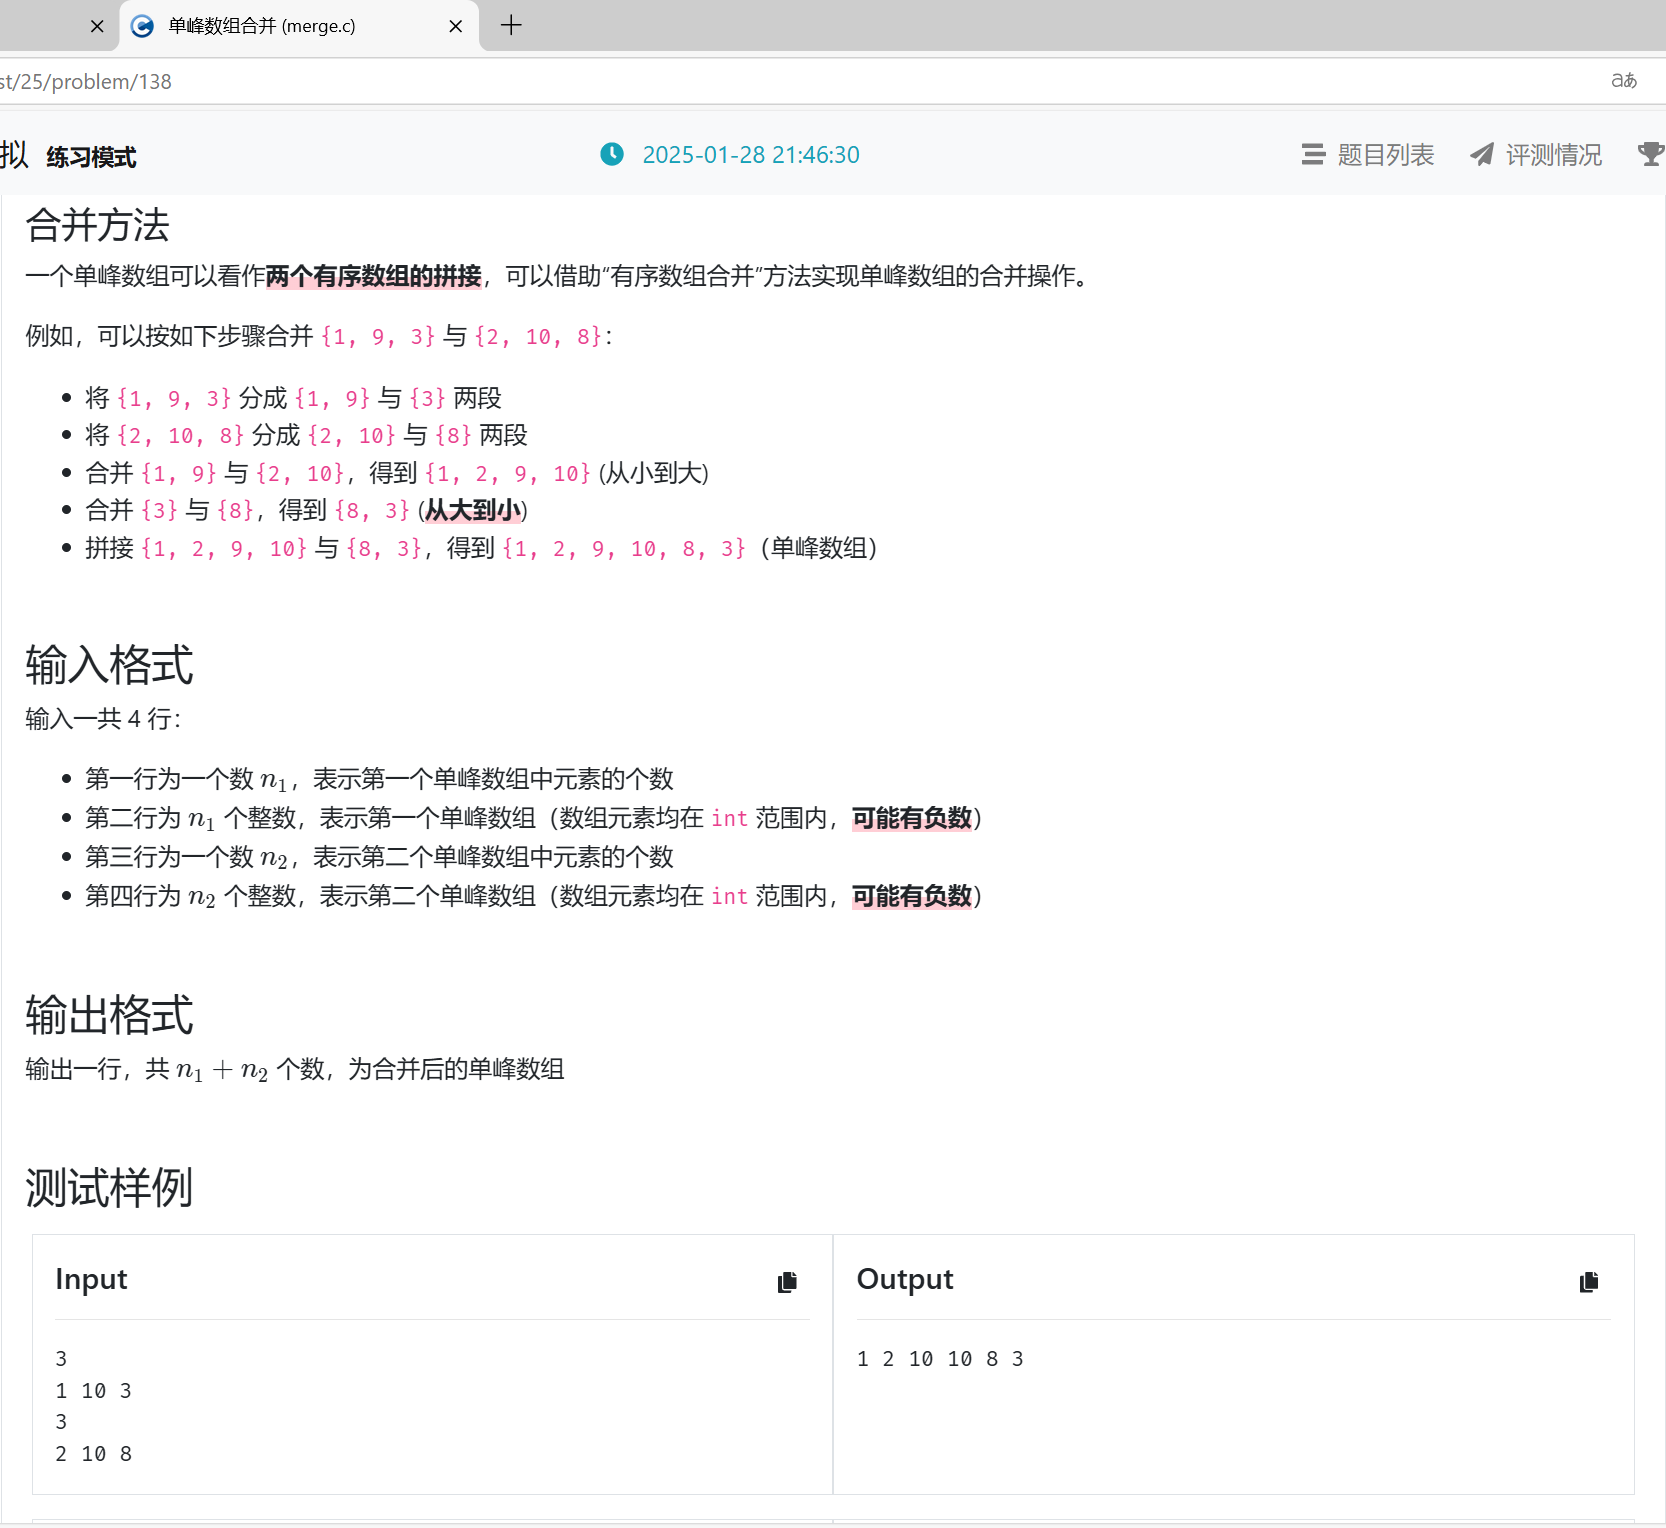 单峰数组合并 (merge.c)
st/25/problem/138
aあ
拟 练习模式 2025-01-28 21:46:30 题目列表 评测情况
合并方法
一个单峰数组可以看作两个有序数组的拼接，可以借助“有序数组合并”方法实现单峰数组的合并操作。
例如，可以按如下步骤合并 {1, 9, 3} 与 {2, 10, 8}：
将 {1, 9, 3} 分成 {1, 9} 与 {3} 两段
将 {2, 10, 8} 分成 {2, 10} 与 {8} 两段
合并 {1, 9} 与 {2, 10}，得到 {1, 2, 9, 10} (从小到大)
合并 {3} 与 {8}，得到 {8, 3} (从大到小)
拼接 {1, 2, 9, 10} 与 {8, 3}，得到 {1, 2, 9, 10, 8, 3}（单峰数组）
输入格式
输入一共 4 行：
第一行为一个数 n₁，表示第一个单峰数组中元素的个数
第二行为 n₁ 个整数，表示第一个单峰数组（数组元素均在 int 范围内，可能有负数）
第三行为一个数 n₂，表示第二个单峰数组中元素的个数
第四行为 n₂ 个整数，表示第二个单峰数组（数组元素均在 int 范围内，可能有负数）
输出格式
输出一行，共 n₁ + n₂ 个数，为合并后的单峰数组
测试样例
Input
3
1 10 3
3
2 10 8
Output
1 2 10 10 8 3